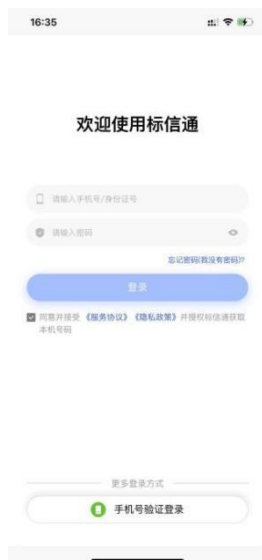 16:35
欢迎使用标信通
请输入手机号/身份证号
请输入密码
忘记密码(我没有密码)?
登录
同意并接受《服务协议》《隐私政策》并授权标信通获取
本机号码
更多登录方式
手机号验证登录